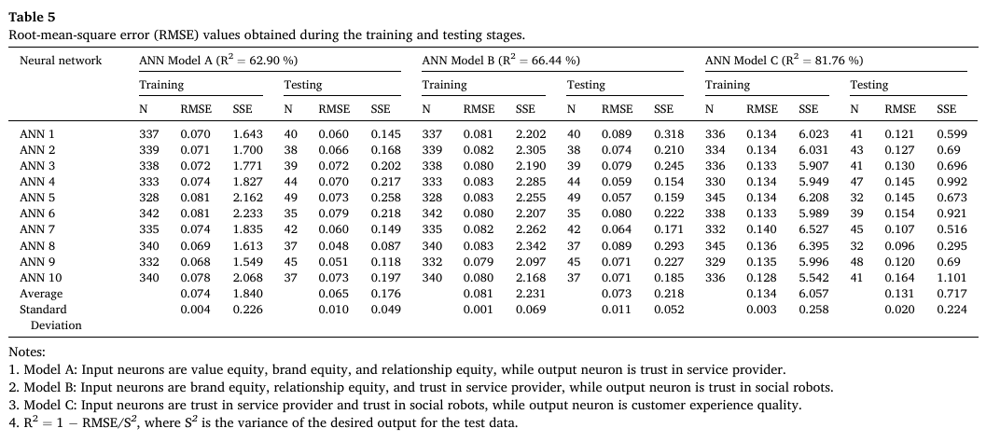 Table 5
Root-mean-square error (RMSE) values obtained during the training and testing stages.
Neural network ANN Model A (R² = 62.90 %) ANN Model B (R² = 66.44 %) ANN Model C (R² = 81.76 %)
Training Testing Training Testing Training Testing
N RMSE SSE N RMSE SSE N RMSE SSE N RMSE SSE N RMSE SSE N RMSE SSE
ANN 1 337 0.070 1.643 40 0.060 0.145 337 0.081 2.202 40 0.089 0.318 336 0.134 6.023 41 0.121 0.599
ANN 2 339 0.071 1.700 38 0.066 0.168 339 0.082 2.305 38 0.074 0.210 334 0.134 6.031 43 0.127 0.69
ANN 3 338 0.072 1.771 39 0.072 0.202 338 0.080 2.190 39 0.079 0.245 336 0.133 5.907 41 0.130 0.696
ANN 4 333 0.074 1.827 44 0.070 0.217 333 0.083 2.285 44 0.059 0.154 330 0.134 5.949 47 0.145 0.992
ANN 5 328 0.081 2.162 49 0.073 0.258 328 0.083 2.255 49 0.057 0.159 345 0.134 6.208 32 0.145 0.673
ANN 6 342 0.081 2.233 35 0.079 0.218 342 0.080 2.207 35 0.080 0.222 338 0.133 5.989 39 0.154 0.921
ANN 7 335 0.074 1.835 42 0.060 0.149 335 0.082 2.262 42 0.064 0.171 332 0.140 6.527 45 0.107 0.516
ANN 8 340 0.069 1.613 37 0.048 0.087 340 0.083 2.342 37 0.089 0.293 345 0.136 6.395 32 0.096 0.295
ANN 9 332 0.068 1.549 45 0.051 0.118 332 0.079 2.097 45 0.071 0.227 329 0.135 5.996 48 0.120 0.69
ANN 10 340 0.078 2.068 37 0.073 0.197 340 0.080 2.168 37 0.071 0.185 336 0.128 5.542 41 0.164 1.101
Average 0.074 1.840 0.065 0.176 0.081 2.231 0.073 0.218 0.134 6.057 0.131 0.717
Standard 0.004 0.226 0.010 0.049 0.001 0.069 0.011 0.052 0.003 0.258 0.020 0.224
Deviation
Notes:
1. Model A: Input neurons are value equity, brand equity, and relationship equity, while output neuron is trust in service provider.
2. Model B: Input neurons are brand equity, relationship equity, and trust in service provider, while output neuron is trust in social robots.
3. Model C: Input neurons are trust in service provider and trust in social robots, while output neuron is customer experience quality.
4. R² = 1 − RMSE/S², where S² is the variance of the desired output for the test data.